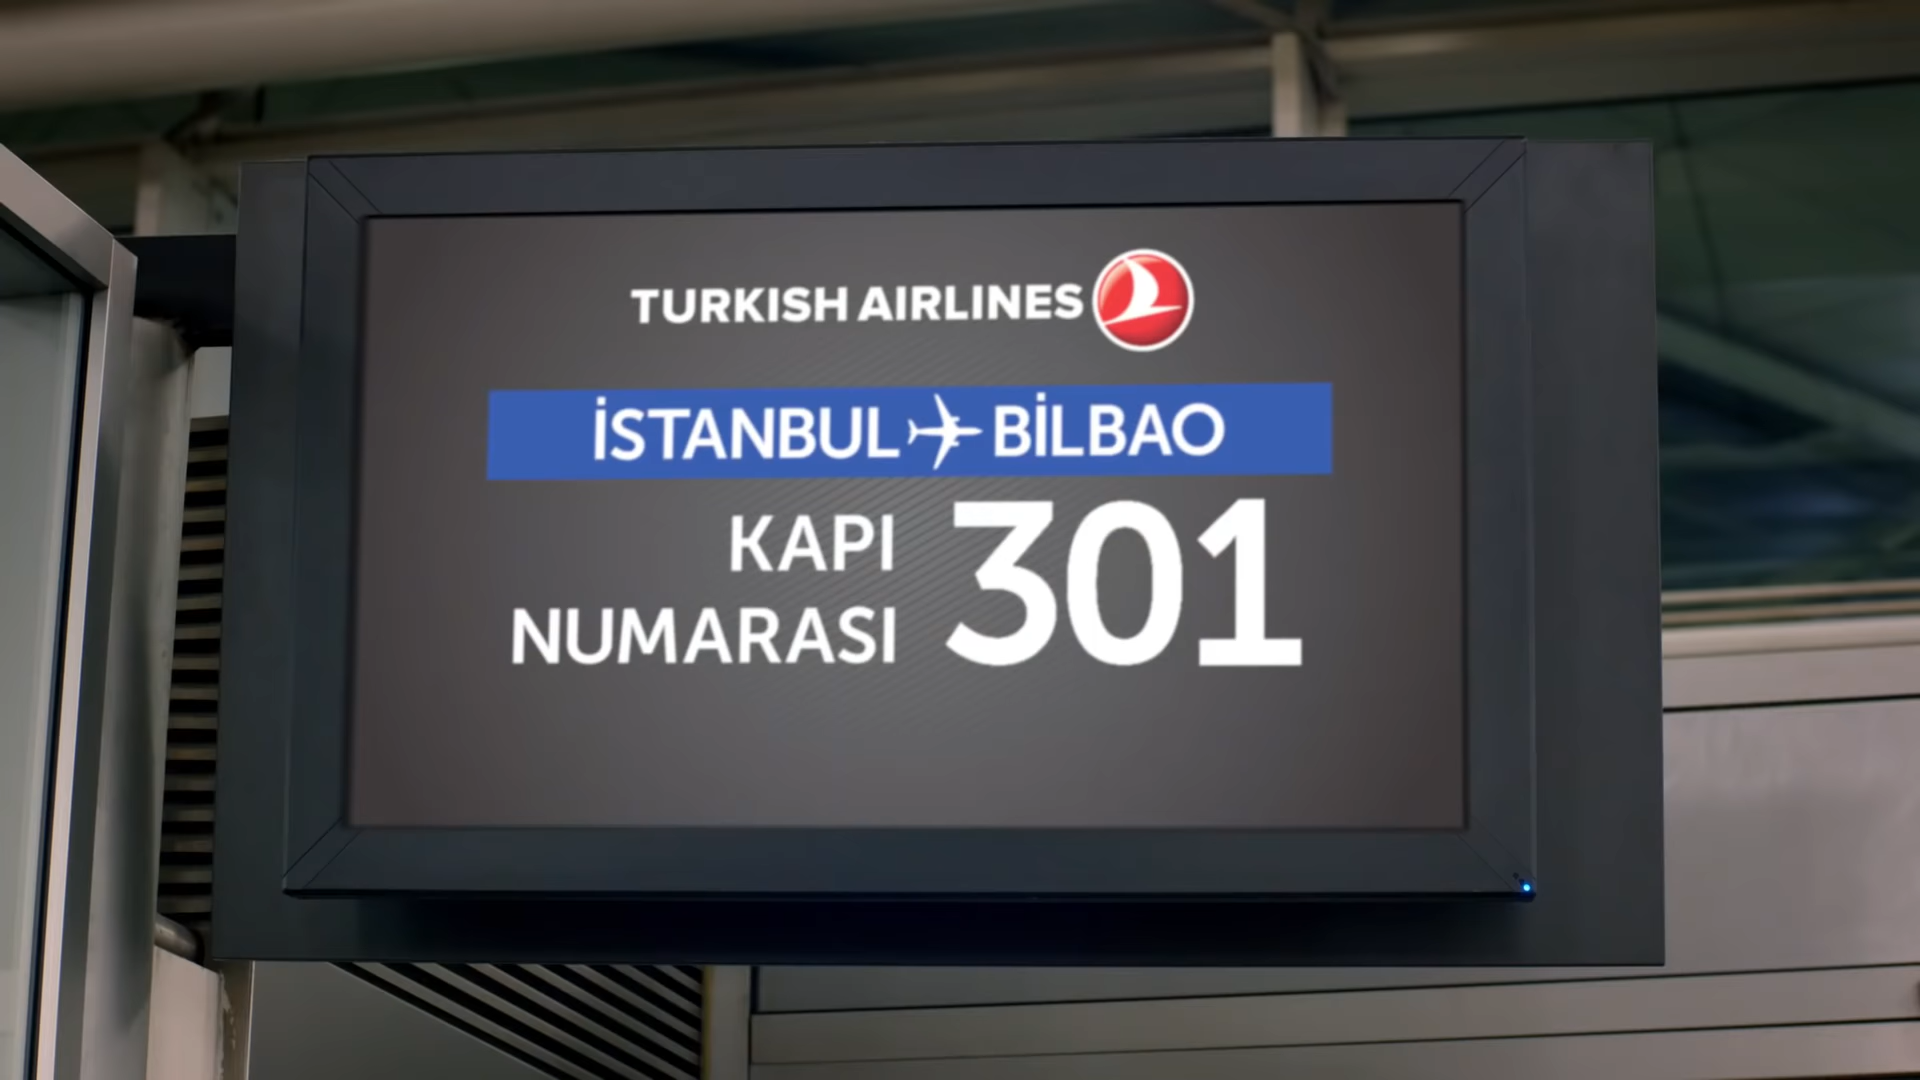 TURKISH AIRLINES
İSTANBUL BİLBAO
KAPI
NUMARASI
301